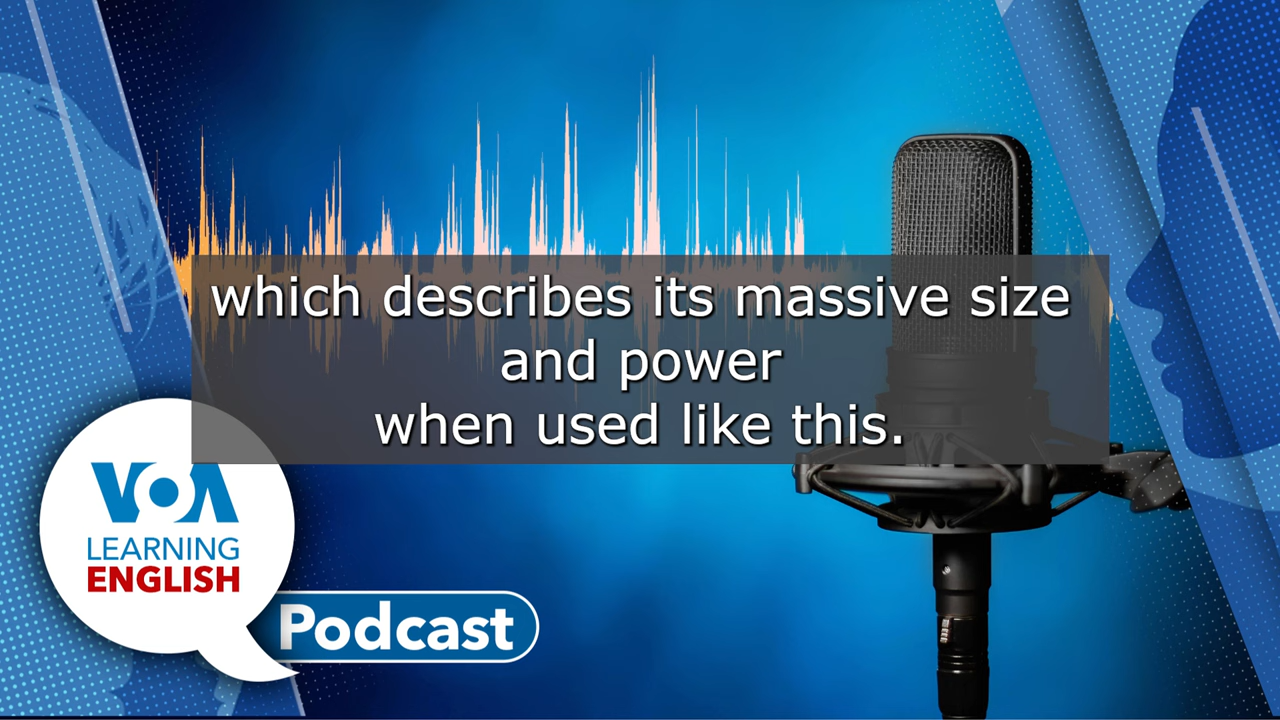 which describes its massive size
and power
when used like this.
VOA
LEARNING
ENGLISH
Podcast